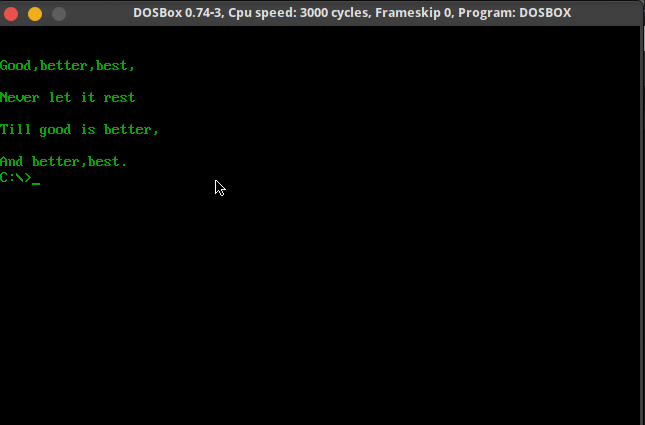 DOSBox 0.74-3, Cpu speed: 3000 cycles, Frameskip 0, Program: DOSBOX
Good,better,best,
Never let it rest
Till good is better,
And better,best.
C:\>_